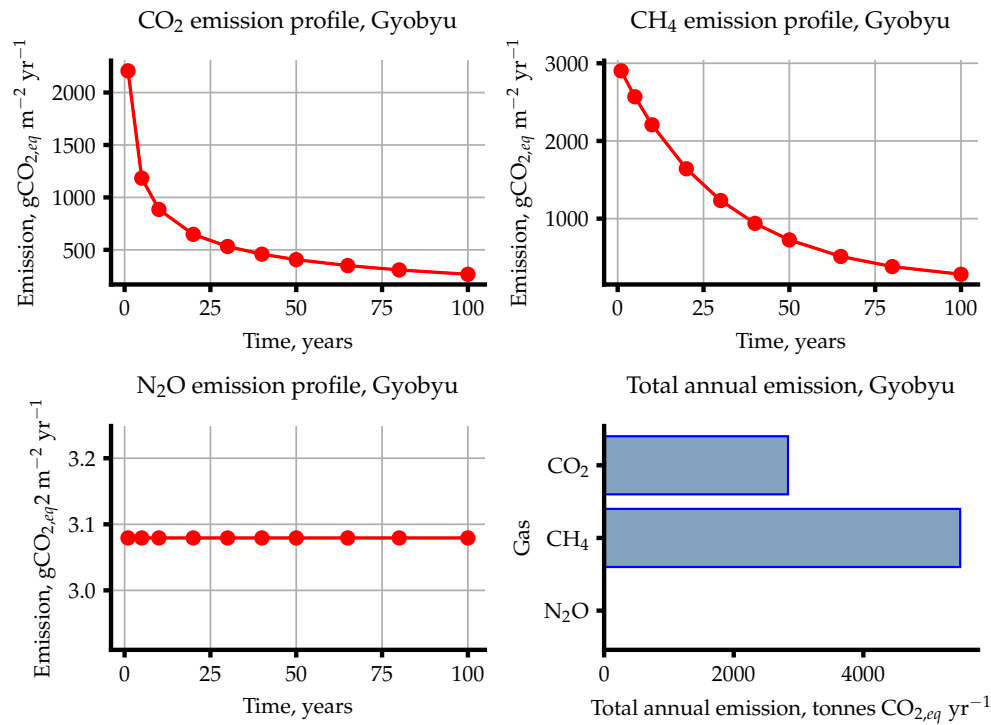 CO₂ emission profile, Gyobyu
Emission, gCO₂,eq m⁻² yr⁻¹
2000
1500
1000
500
0 25 50 75 100
Time, years
CH₄ emission profile, Gyobyu
Emission, gCO₂,eq m⁻² yr⁻¹
3000
2000
1000
0 25 50 75 100
Time, years
N₂O emission profile, Gyobyu
Emission, gCO₂,eq2 m⁻² yr⁻¹
3.2
3.1
3.0
0 25 50 75 100
Time, years
Total annual emission, Gyobyu
Gas
CO₂
CH₄
N₂O
0 2000 4000
Total annual emission, tonnes CO₂,eq yr⁻¹